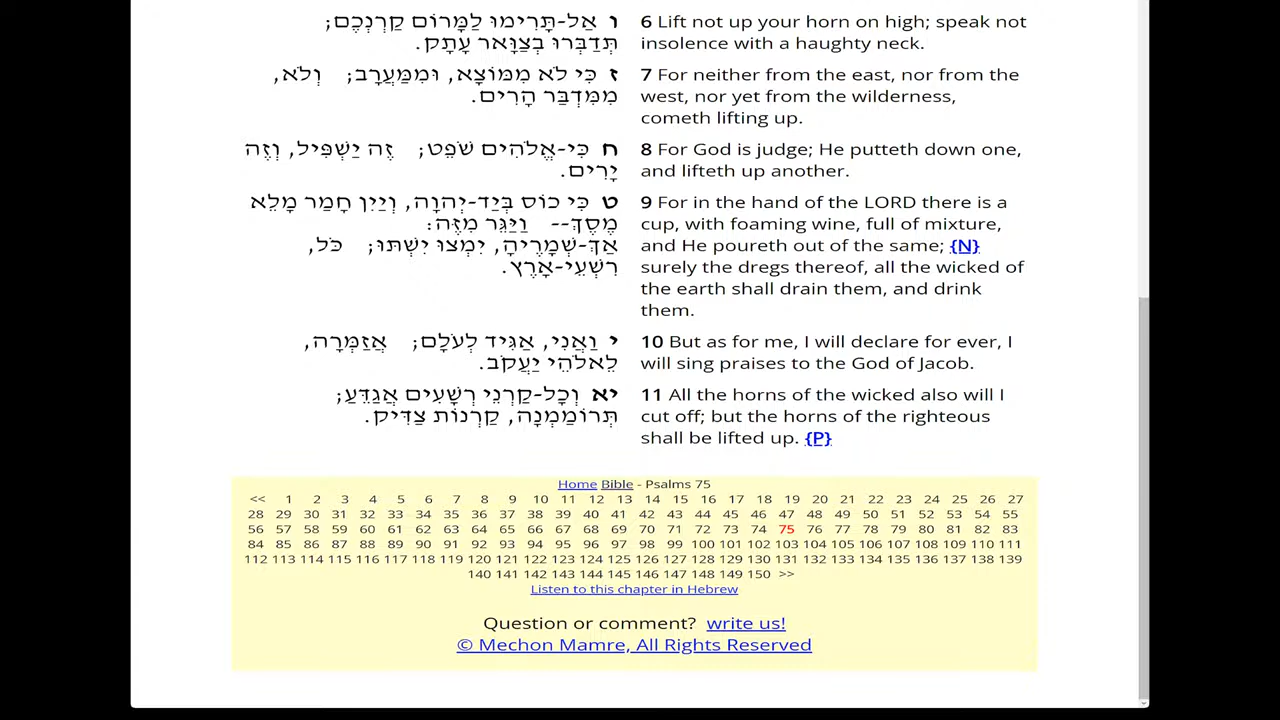 ו אַל-תָּרִימוּ לַמָּרוֹם קַרְנְכֶם;
תְּדַבְּרוּ בְצַוָּאר עָתָק.
6 Lift not up your horn on high; speak not
insolence with a haughty neck.
ז כִּי לֹא מִמּוֹצָא, וּמִמַּעֲרָב; וְלֹא,
מִמִּדְבַּר הָרִים.
7 For neither from the east, nor from the
west, nor yet from the wilderness,
cometh lifting up.
ח כִּי-אֱלֹהִים שֹׁפֵט; זֶה יַשְׁפִּיל, וְזֶה
יָרִים.
8 For God is judge; He putteth down one,
and lifteth up another.
ט כִּי כוֹס בְּיַד-יְהוָה, וְיַיִן חָמַר מָלֵא
מֶסֶךְ-- וַיַּגֵּר מִזֶּה:
אַךְ-שְׁמָרֶיהָ, יִמְצוּ יִשְׁתּוּ; כֹּל,
רִשְׁעֵי-אָרֶץ.
9 For in the hand of the LORD there is a
cup, with foaming wine, full of mixture,
and He poureth out of the same; {N}
surely the dregs thereof, all the wicked of
the earth shall drain them, and drink
them.
י וַאֲנִי, אַגִּיד לְעֹלָם; אֲזַמְּרָה,
לֵאלֹהֵי יַעֲקֹב.
10 But as for me, I will declare for ever, I
will sing praises to the God of Jacob.
יא וְכָל-קַרְנֵי רְשָׁעִים אֲגַדֵּעַ;
תְּרוֹמַמְנָה, קַרְנוֹת צַדִּיק.
11 All the horns of the wicked also will I
cut off; but the horns of the righteous
shall be lifted up. {P}
Home Bible - Psalms 75
<< 1 2 3 4 5 6 7 8 9 10 11 12 13 14 15 16 17 18 19 20 21 22 23 24 25 26 27
28 29 30 31 32 33 34 35 36 37 38 39 40 41 42 43 44 45 46 47 48 49 50 51 52 53 54 55
56 57 58 59 60 61 62 63 64 65 66 67 68 69 70 71 72 73 74 75 76 77 78 79 80 81 82 83
84 85 86 87 88 89 90 91 92 93 94 95 96 97 98 99 100 101 102 103 104 105 106 107 108 109 110 111
112 113 114 115 116 117 118 119 120 121 122 123 124 125 126 127 128 129 130 131 132 133 134 135 136 137 138 139
140 141 142 143 144 145 146 147 148 149 150 >>
Listen to this chapter in Hebrew
Question or comment? write us!
© Mechon Mamre, All Rights Reserved